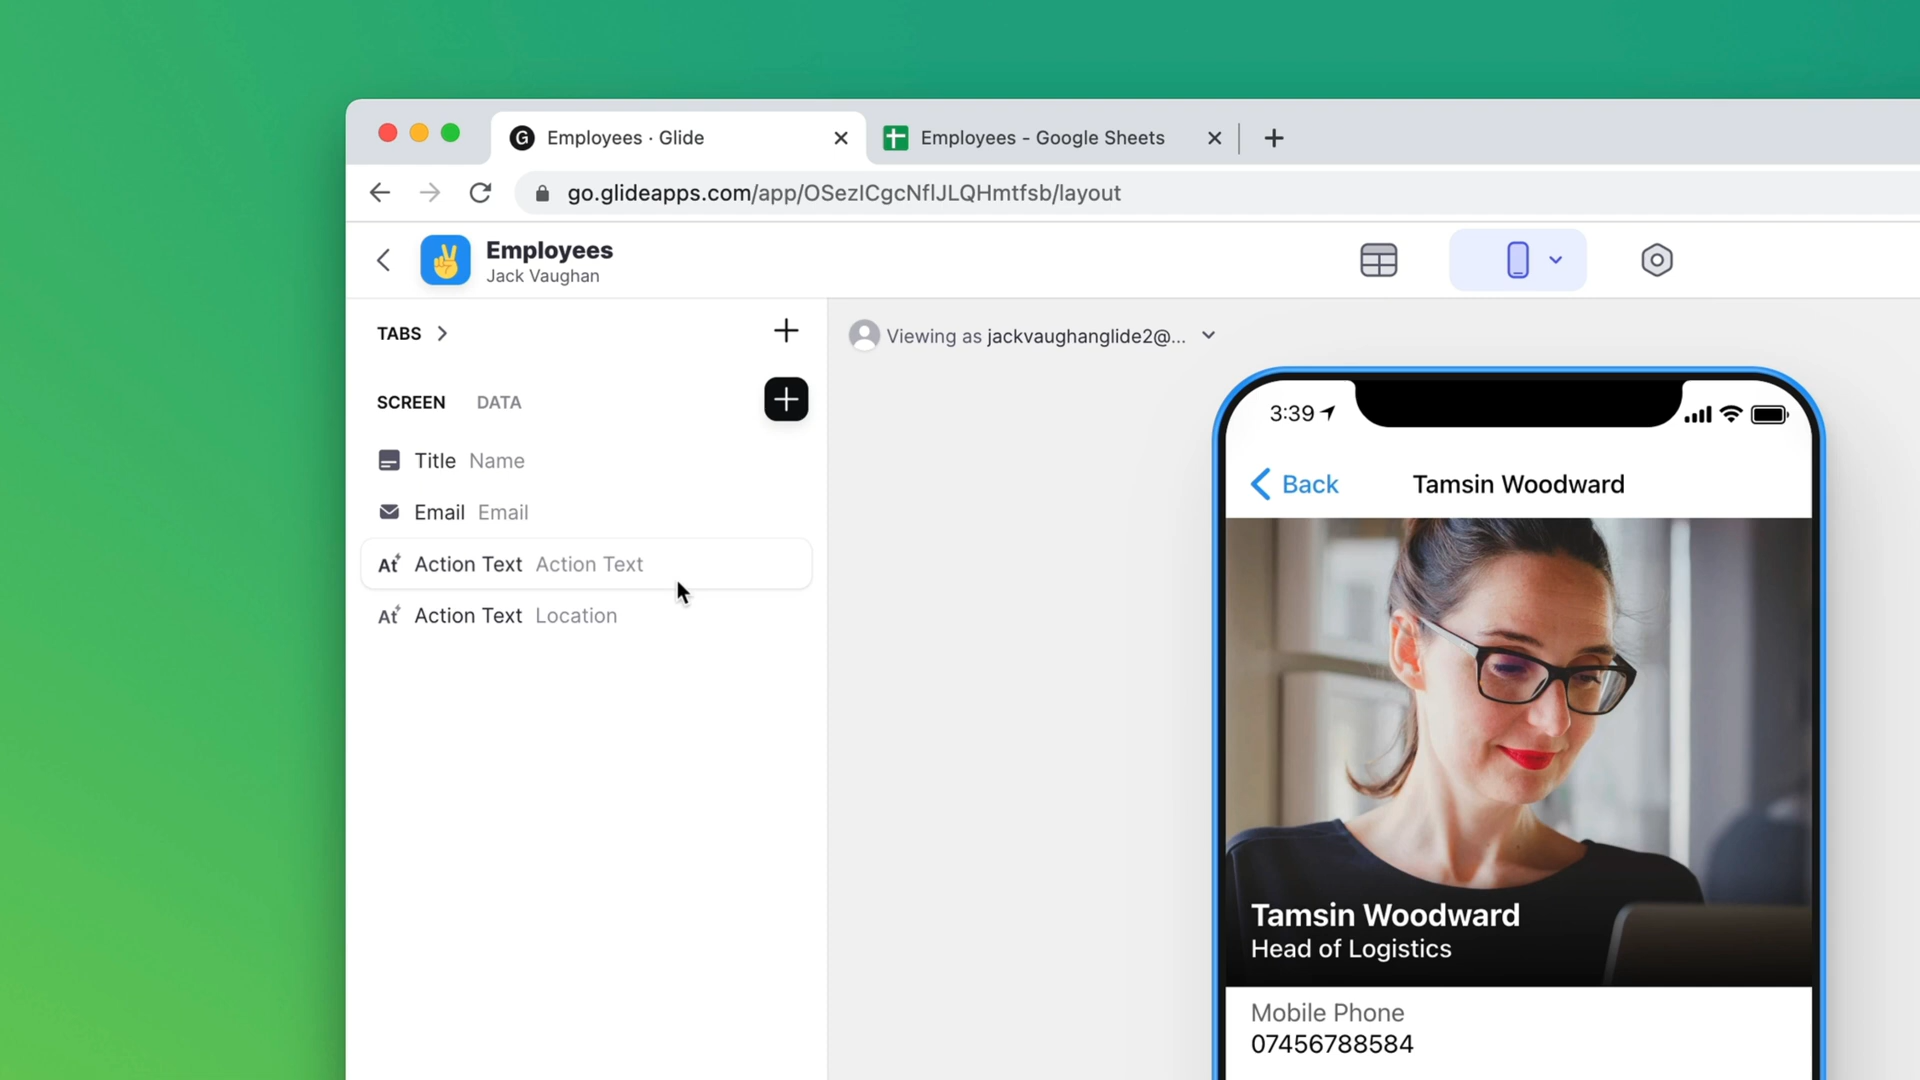 Employees · Glide
Employees - Google Sheets
go.glideapps.com/app/OSezICgcNflJLQHmtfsb/layout
Employees
Jack Vaughan
TABS
SCREEN DATA
Title Name
Email Email
Action Text Action Text
Action Text Location
Viewing as jackvaughanglide2@...
3:39
Back
Tamsin Woodward
Tamsin Woodward
Head of Logistics
Mobile Phone
07456788584